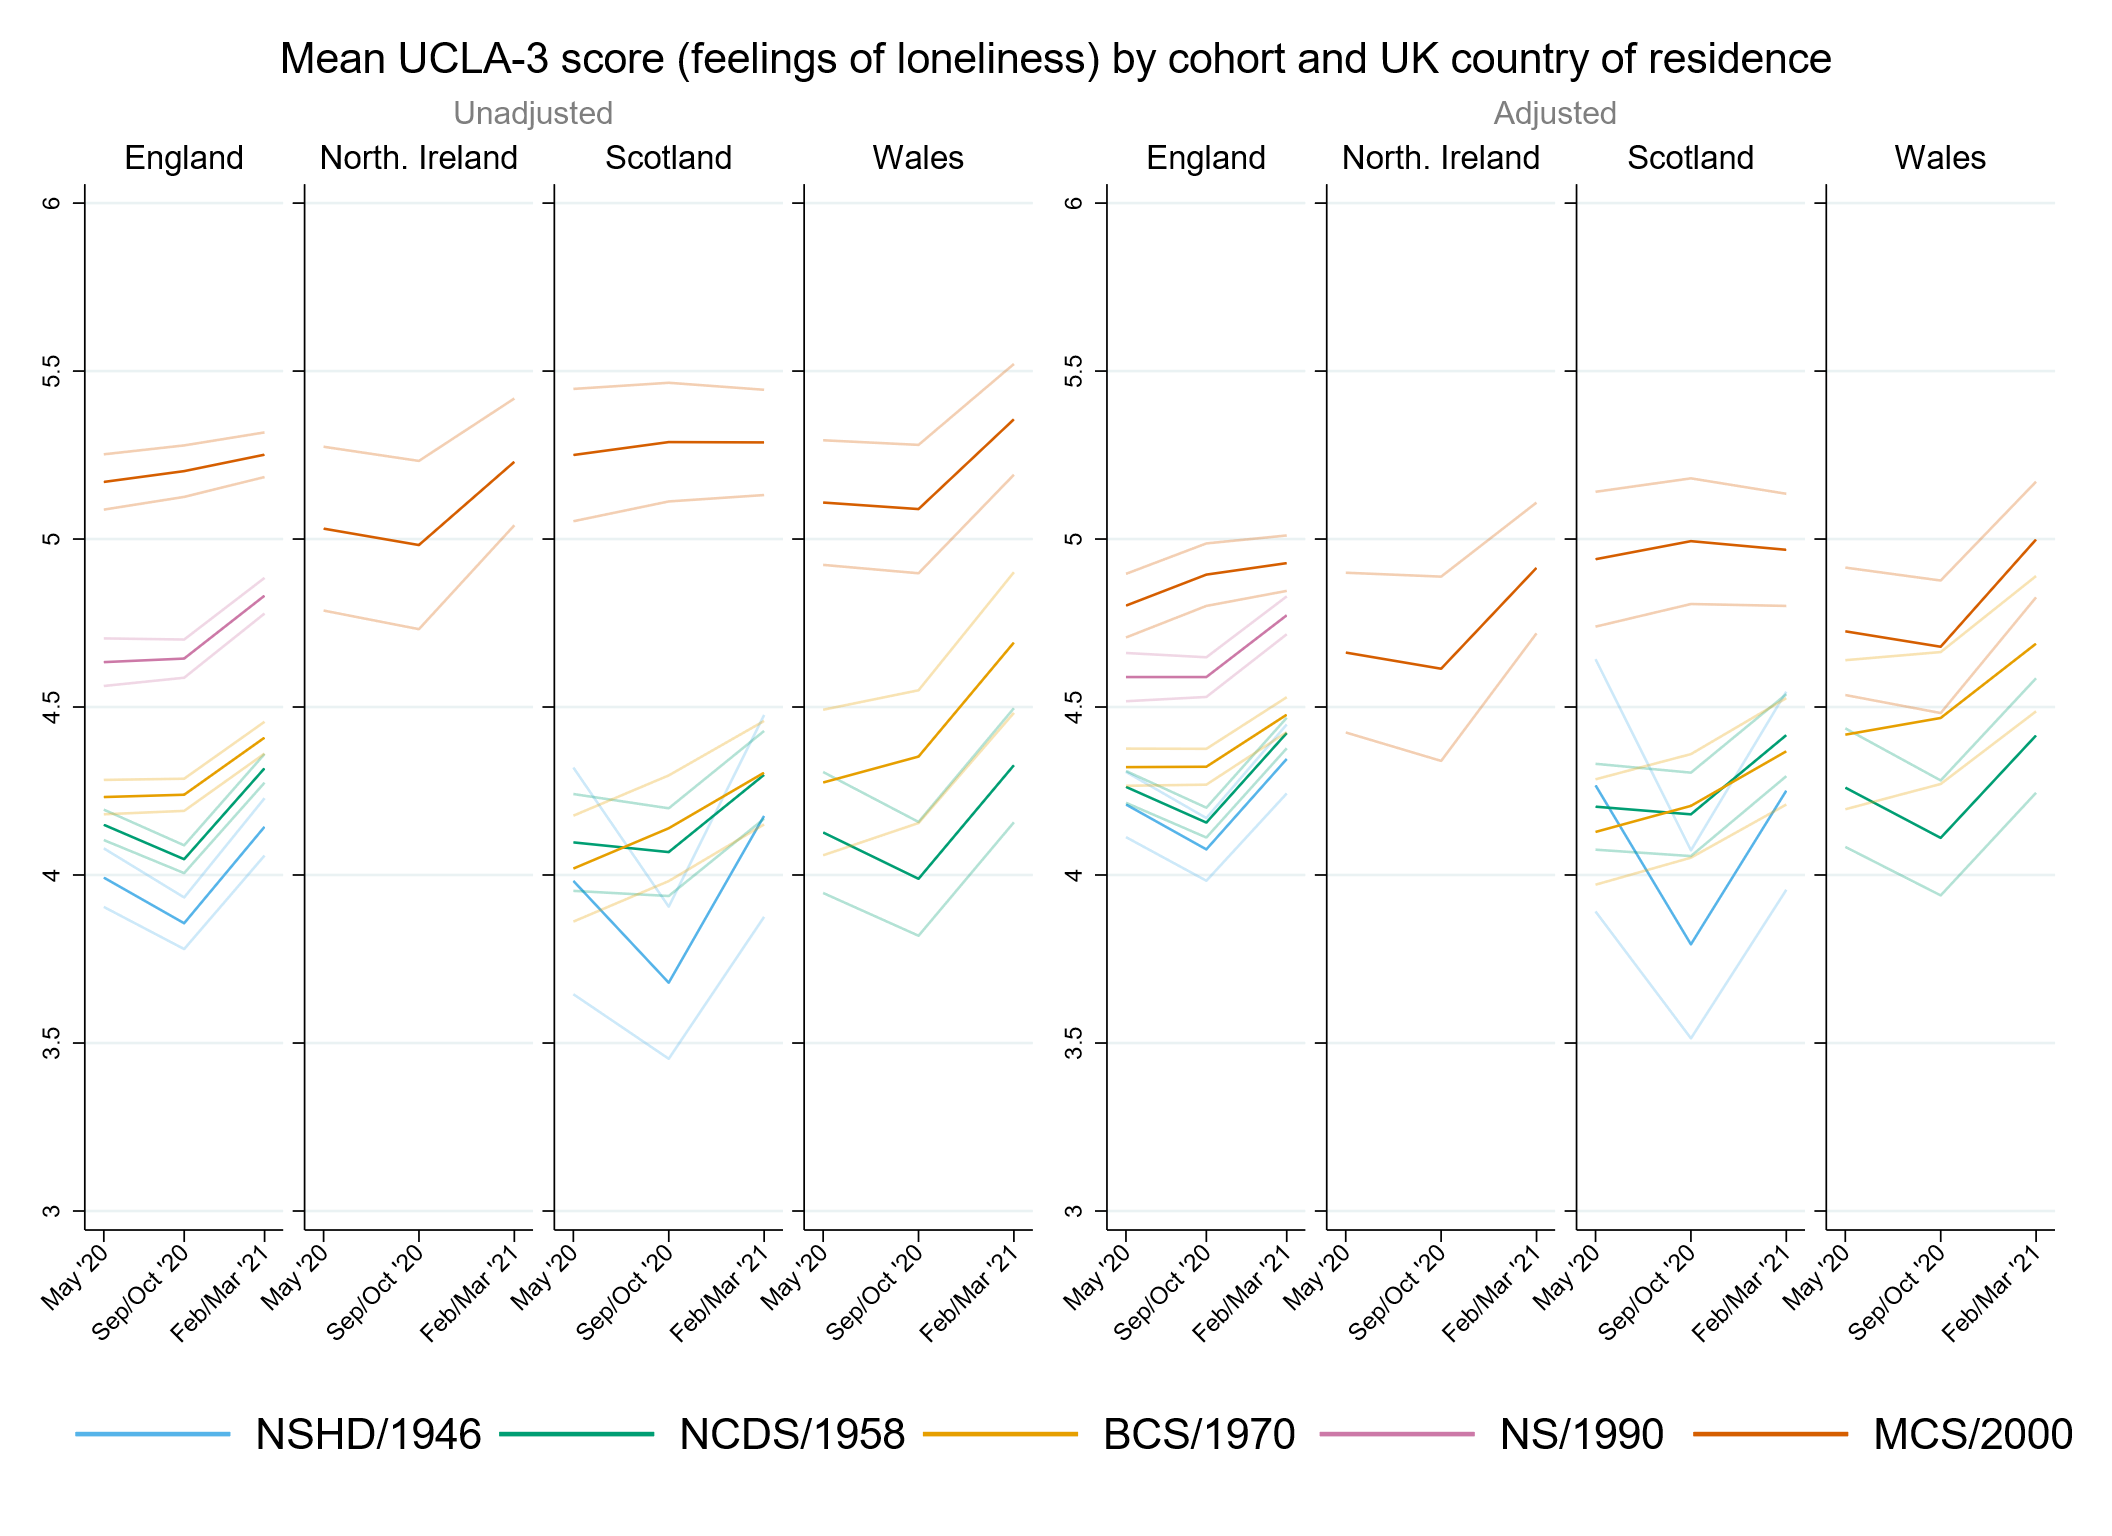 Mean UCLA-3 score (feelings of loneliness) by cohort and UK country of residence
Unadjusted
Adjusted
England
North. Ireland
Scotland
Wales
England
North. Ireland
Scotland
Wales
6
5.5
5
4.5
4
3.5
3
6
5.5
5
4.5
4
3.5
3
May '20
Sep/Oct '20
Feb/Mar '21
May '20
Sep/Oct '20
Feb/Mar '21
May '20
Sep/Oct '20
Feb/Mar '21
May '20
Sep/Oct '20
Feb/Mar '21
May '20
Sep/Oct '20
Feb/Mar '21
May '20
Sep/Oct '20
Feb/Mar '21
May '20
Sep/Oct '20
Feb/Mar '21
May '20
Sep/Oct '20
Feb/Mar '21
NSHD/1946
NCDS/1958
BCS/1970
NS/1990
MCS/2000